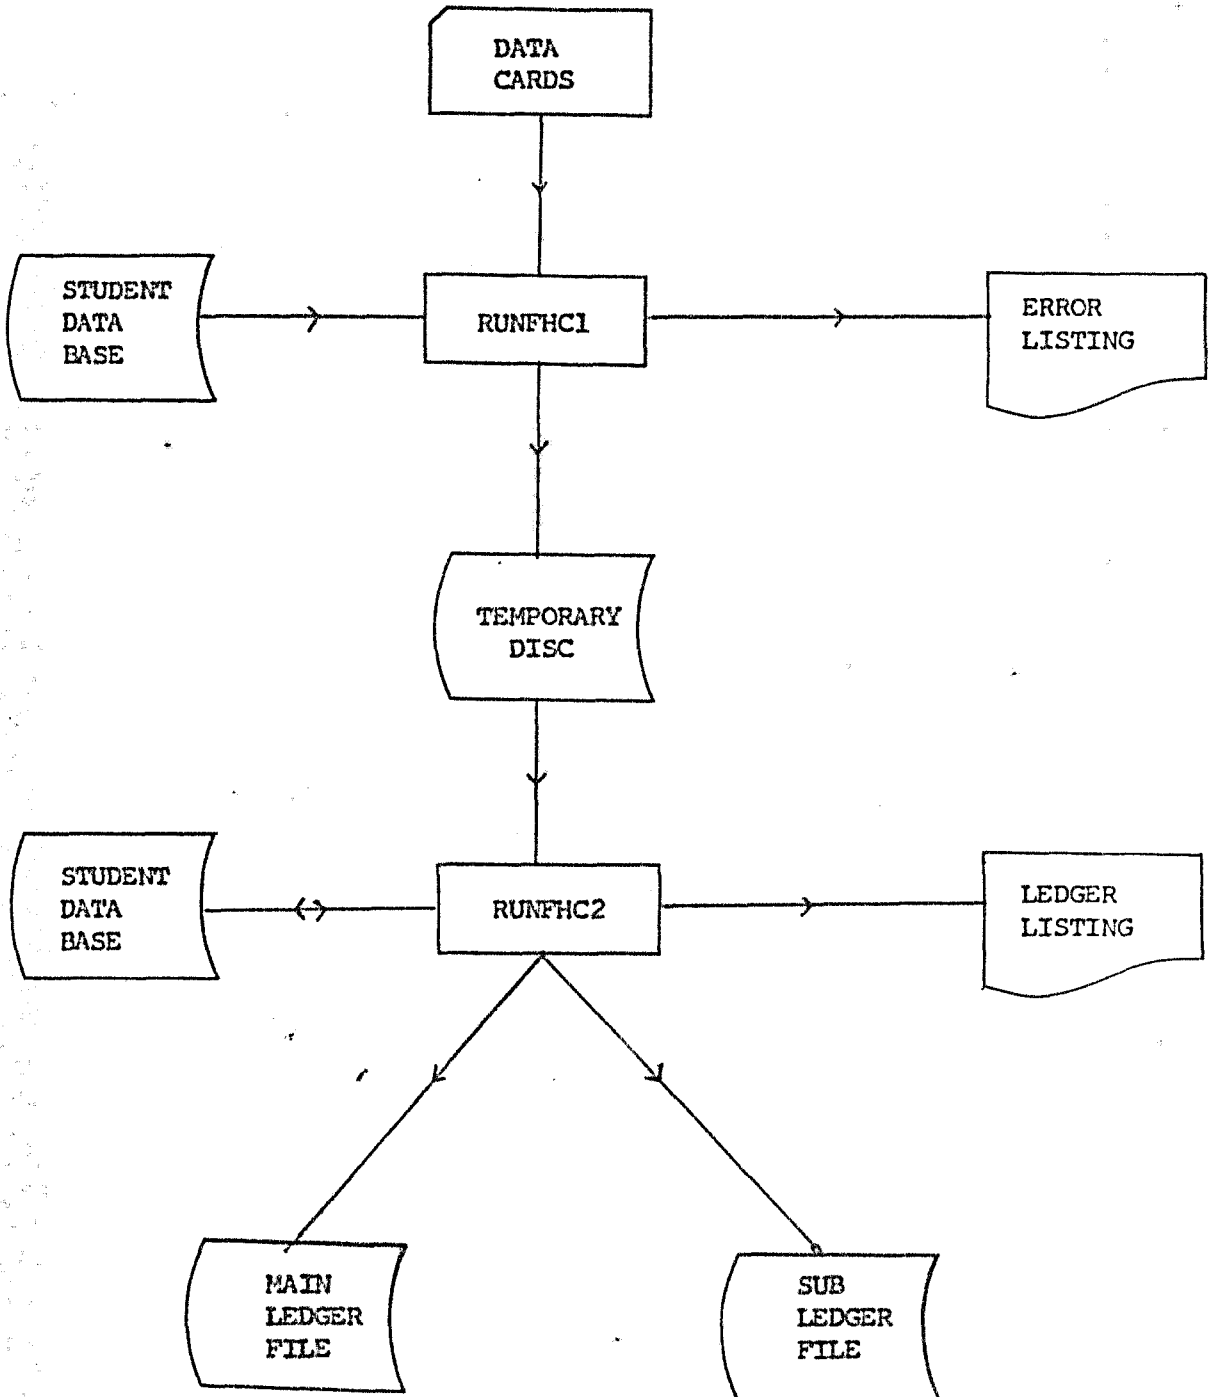 DATA
CARDS
STUDENT
DATA
BASE
RUNFHC1
ERROR
LISTING
TEMPORARY
DISC
STUDENT
DATA
BASE
RUNFHC2
LEDGER
LISTING
MAIN
LEDGER
FILE
SUB
LEDGER
FILE